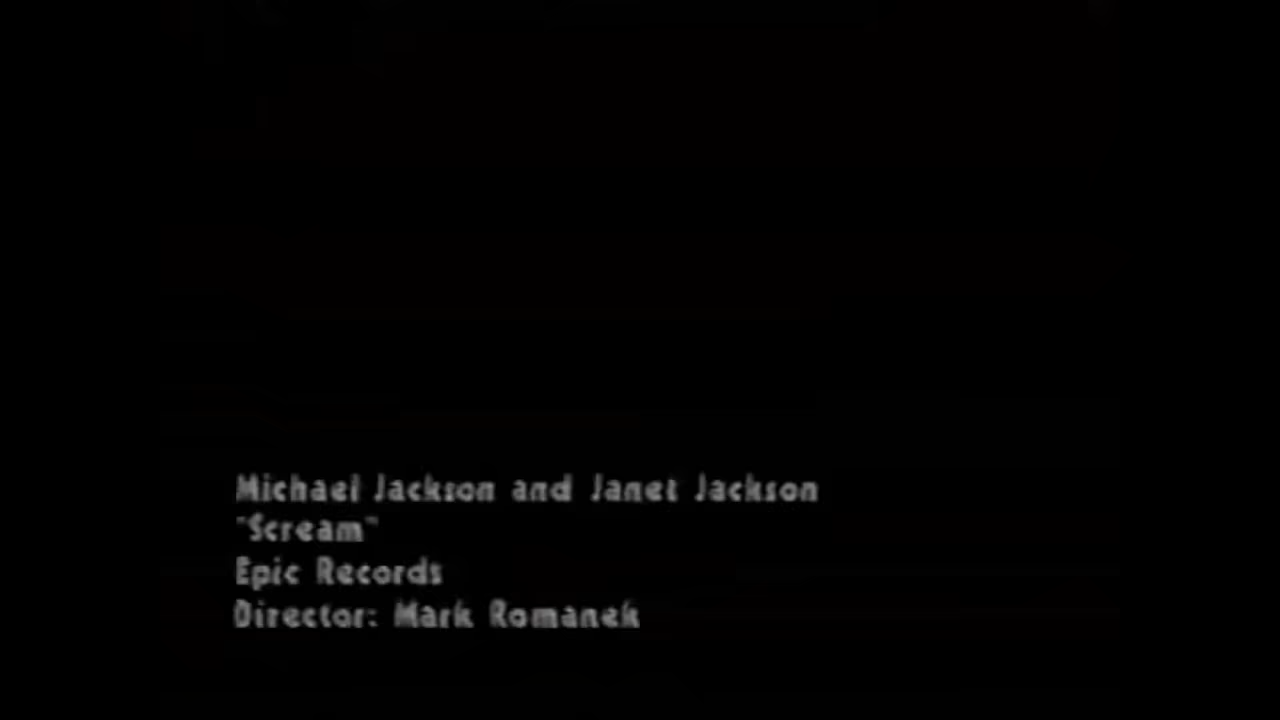 Michael Jackson and Janet Jackson
"Scream"
Epic Records
Director: Mark Romanek